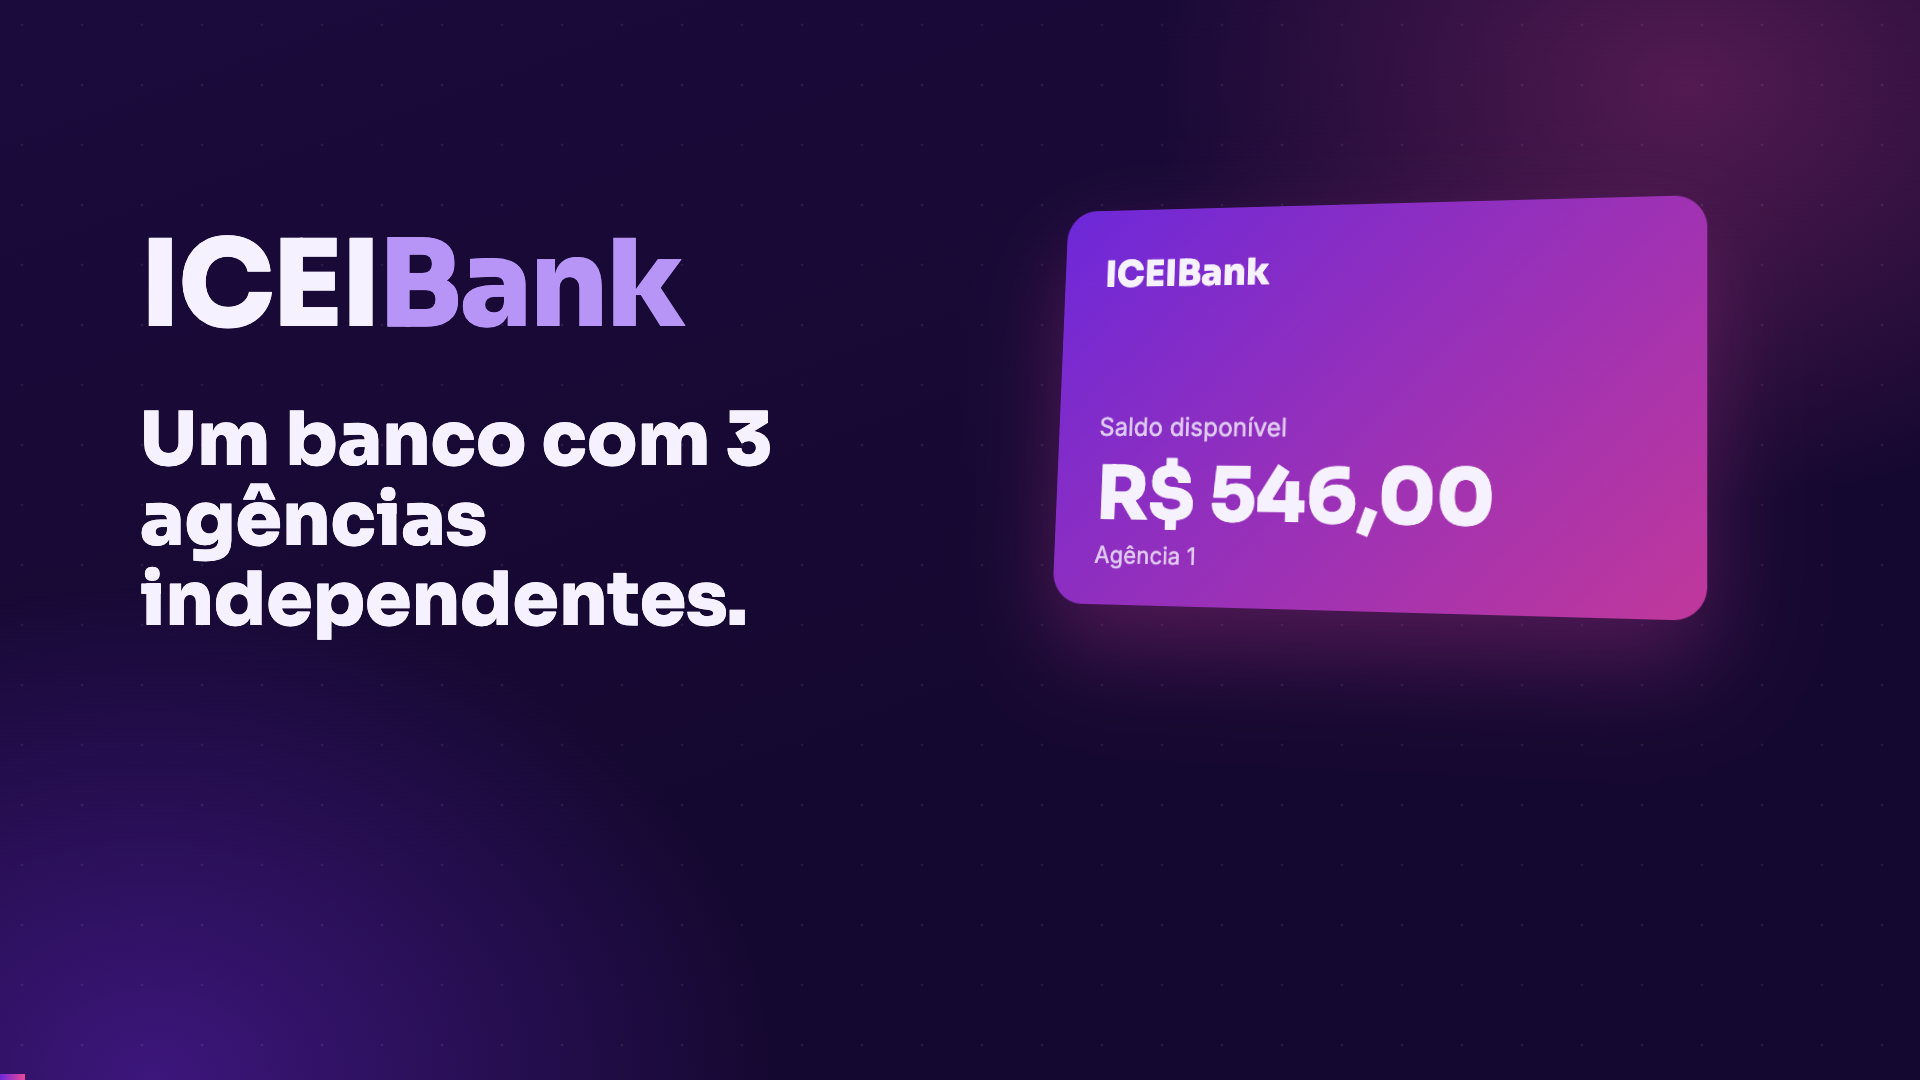 ICEIBank
Um banco com 3
agências
independentes.
ICEIBank
Saldo disponível
R$ 546,00
Agência 1